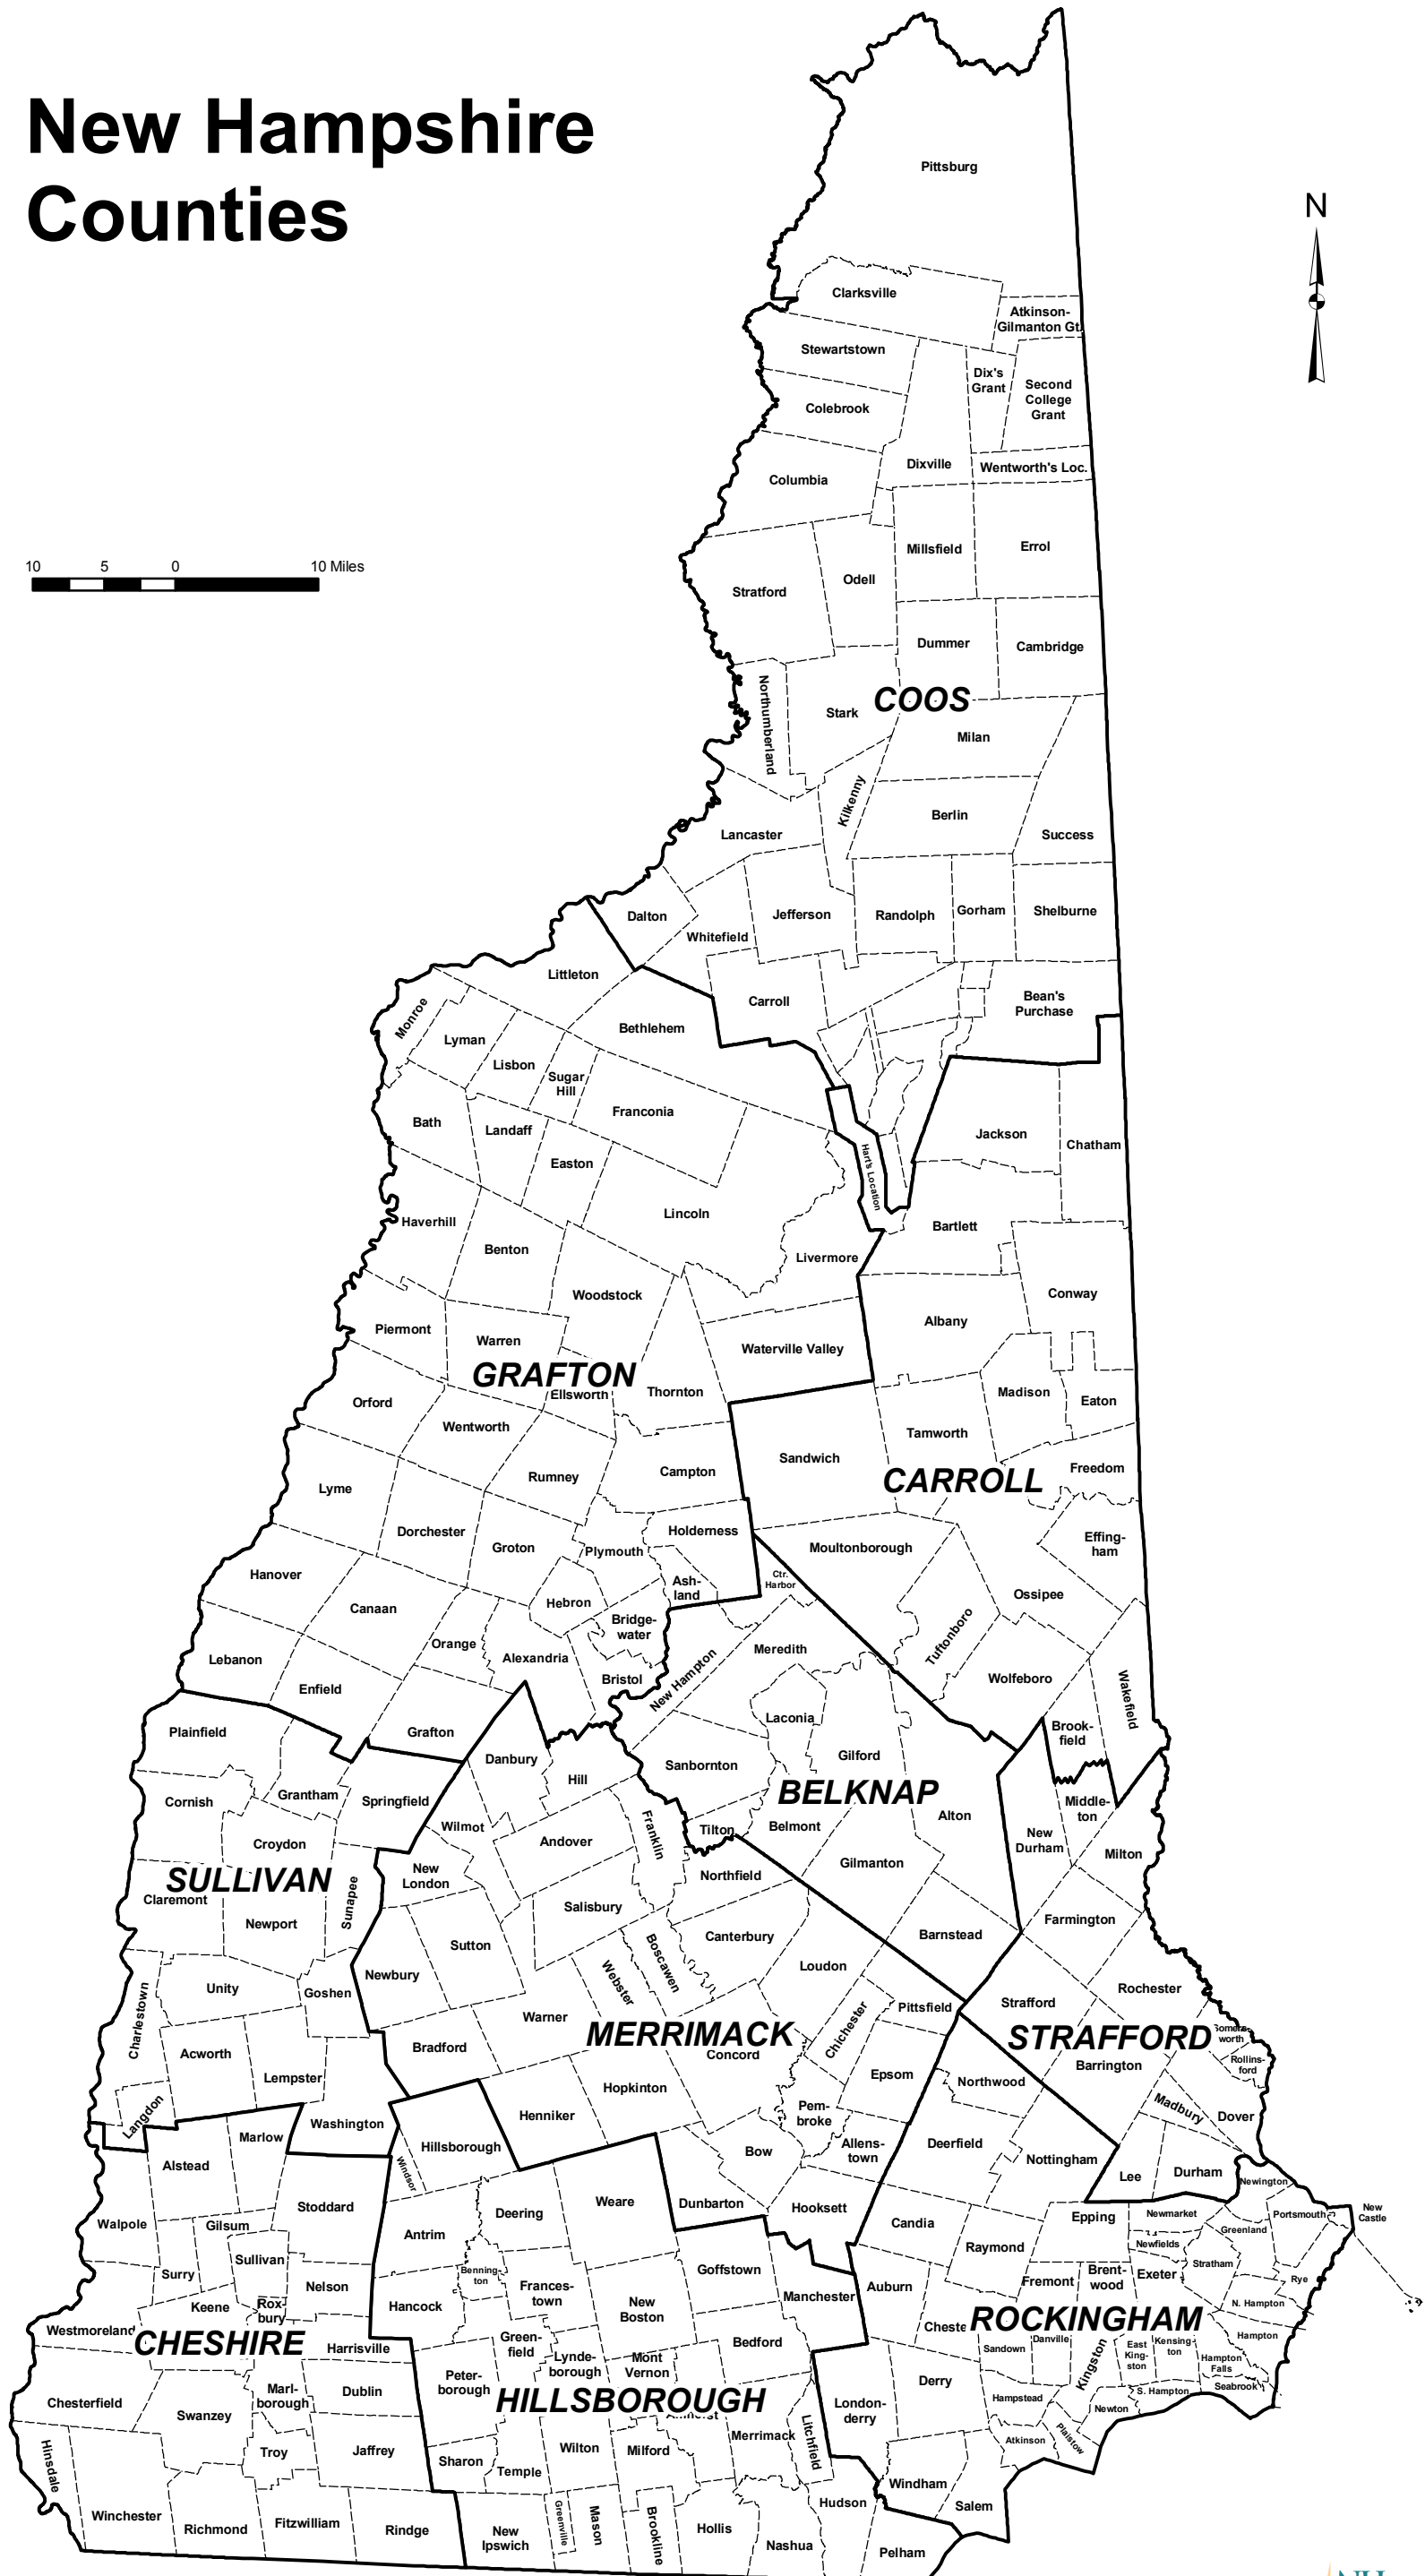 New Hampshire
Counties
N
10 5 0 10 Miles
Pittsburg
Clarksville
Atkinson-
Gilmanton Gt.
Stewartstown
Dix's
Grant
Second
College
Grant
Colebrook
Dixville
Wentworth's Loc.
Columbia
Millsfield
Errol
Odell
Stratford
Dummer
Cambridge
Northumberland
COOS
Stark
Milan
Kilkenny
Berlin
Lancaster
Success
Dalton
Jefferson
Randolph
Gorham
Shelburne
Whitefield
Littleton
Carroll
Bean's
Purchase
Monroe
Bethlehem
Lyman
Lisbon
Sugar
Hill
Franconia
Bath
Landaff
Jackson
Chatham
Easton
Hart's Location
Lincoln
Haverhill
Bartlett
Benton
Livermore
Woodstock
Conway
Albany
Piermont
Warren
Waterville Valley
GRAFTON
Ellsworth
Thornton
Madison
Eaton
Orford
Wentworth
Tamworth
Sandwich
Campton
Rumney
CARROLL
Freedom
Lyme
Dorchester
Holderness
Effing-
ham
Groton
Plymouth
Moultonborough
Hanover
Ash-
land
Ctr.
Harbor
Ossipee
Hebron
Canaan
Bridge-
water
Tuftonboro
Orange
Meredith
Lebanon
Alexandria
New Hampton
Bristol
Wolfeboro
Enfield
Wakefield
Laconia
Plainfield
Grafton
Brook-
field
Danbury
Gilford
Sanbornton
Hill
BELKNAP
Grantham
Cornish
Springfield
Middle-
ton
Alton
Wilmot
Franklin
Tilton
Belmont
Andover
New
Durham
Croydon
Milton
Gilmanton
New
London
Northfield
SULLIVAN
Claremont
Sunapee
Salisbury
Farmington
Newport
Canterbury
Barnstead
Sutton
Boscawen
Loudon
Newbury
Webster
Unity
Goshen
Rochester
Strafford
Pittsfield
Charlestown
Warner
Chichester
MERRIMACK
STRAFFORD
worth
Concord
Bradford
Rollins-
ford
Barrington
Acworth
Epsom
Lempster
Northwood
Hopkinton
Langdon
Washington
Henniker
Pem-
broke
Madbury
Dover
Marlow
Hillsborough
Bow
Allens-
town
Deerfield
Nottingham
Alstead
Windsor
Lee
Durham
Newington
Stoddard
Weare
Dunbarton
Hooksett
Deering
Candia
Epping
Newmarket
Portsmouth
New
Castle
Walpole
Gilsum
Antrim
Greenland
Raymond
Newfields
Sullivan
Stratham
Surry
Benning-
ton
Goffstown
Brent-
wood
Exeter
Nelson
Frances-
town
Auburn
Fremont
Rye
Manchester
Keene
Rox-
bury
Hancock
New
Boston
N. Hampton
Cheste
ROCKINGHAM
Westmoreland
CHESHIRE
Harrisville
Green-
field
Bedford
Sandown
Danville
Kingston
East
King-
ston
Kensing-
ton
Hampton
Lynde-
borough
Mont
Vernon
Hampton
Falls
Peter-
borough
Derry
Seabrook
Marl-
borough
Dublin
HILLSBOROUGH
S. Hampton
Chesterfield
London-
derry
Hampstead
Newton
Swanzey
Amherst
Merrimack
Litchfield
Atkinson
Plaistow
Hinsdale
Troy
Jaffrey
Sharon
Wilton
Milford
Temple
Windham
Salem
Hudson
Winchester
Richmond
Fitzwilliam
Rindge
New
Ipswich
Greenville
Mason
Brookline
Hollis
Nashua
Pelham
NH